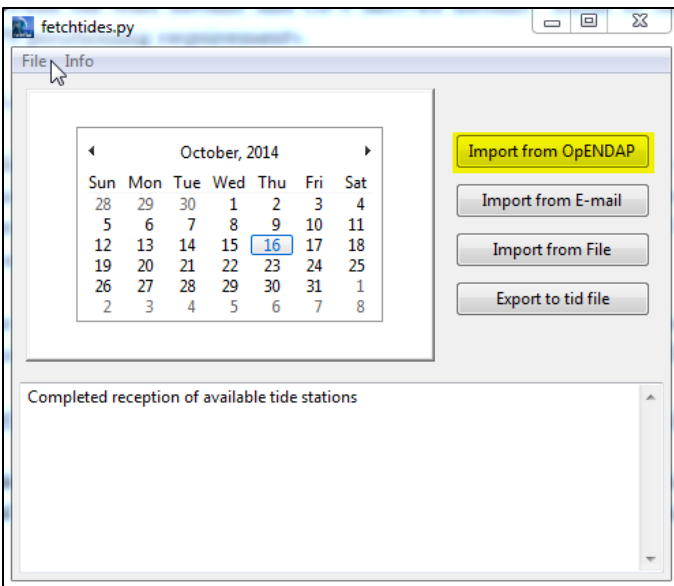 fetchtides.py
File Info
October, 2014
Sun Mon Tue Wed Thu Fri Sat
28 29 30 1 2 3 4
5 6 7 8 9 10 11
12 13 14 15 16 17 18
19 20 21 22 23 24 25
26 27 28 29 30 31 1
2 3 4 5 6 7 8
Import from OpENDAP
Import from E-mail
Import from File
Export to tid file
Completed reception of available tide stations